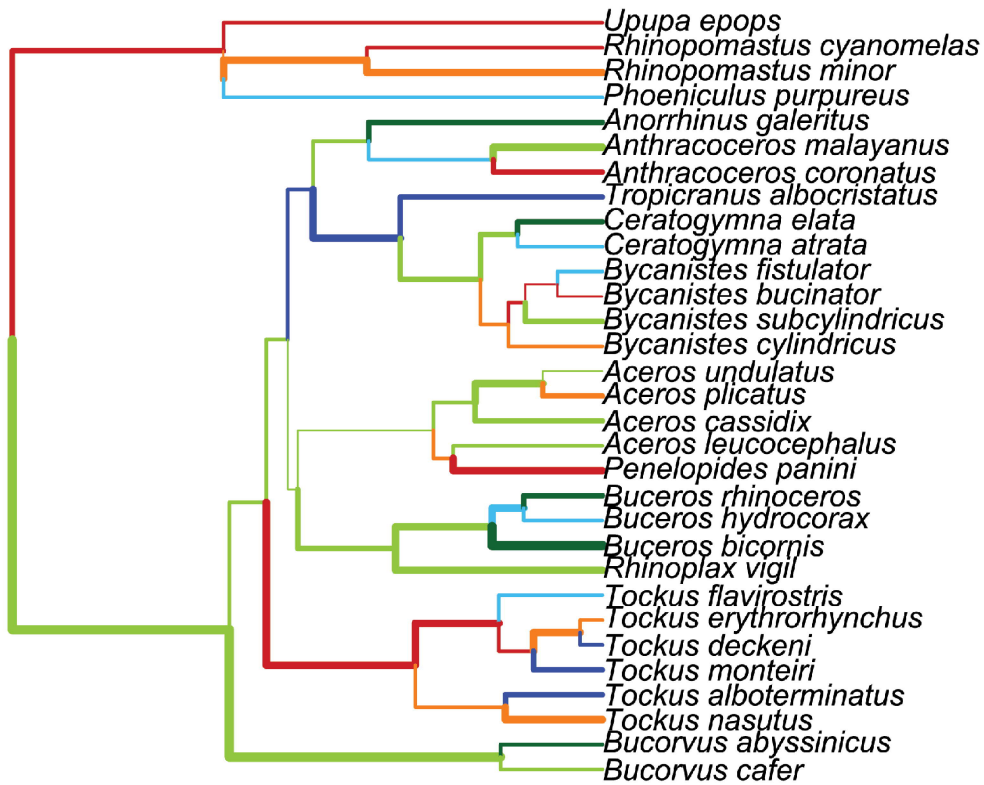 Upupa epops
Rhinopomastus cyanomelas
Rhinopomastus minor
Phoeniculus purpureus
Anorrhinus galeritus
Anthracoceros malayanus
Anthracoceros coronatus
Tropicranus albocristatus
Ceratogymna elata
Ceratogymna atrata
Bycanistes fistulator
Bycanistes bucinator
Bycanistes subcylindricus
Bycanistes cylindricus
Aceros undulatus
Aceros plicatus
Aceros cassidix
Aceros leucocephalus
Penelopides panini
Buceros rhinoceros
Buceros hydrocorax
Buceros bicornis
Rhinoplax vigil
Tockus flavirostris
Tockus erythrorhynchus
Tockus deckeni
Tockus monteiri
Tockus alboterminatus
Tockus nasutus
Bucorvus abyssinicus
Bucorvus cafer